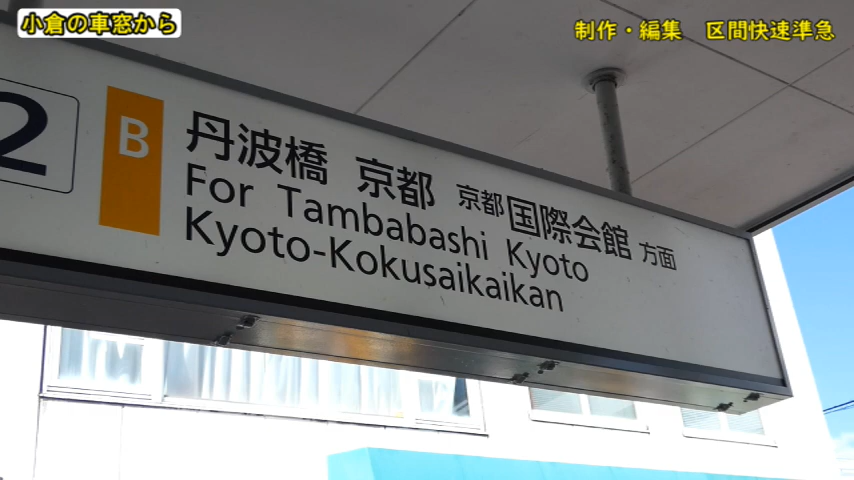 小倉の車窓から
制作・編集　区間快速準急
2
B
丹波橋 京都 京都国際会館 方面
For Tambabashi Kyoto
Kyoto-Kokusaikaikan